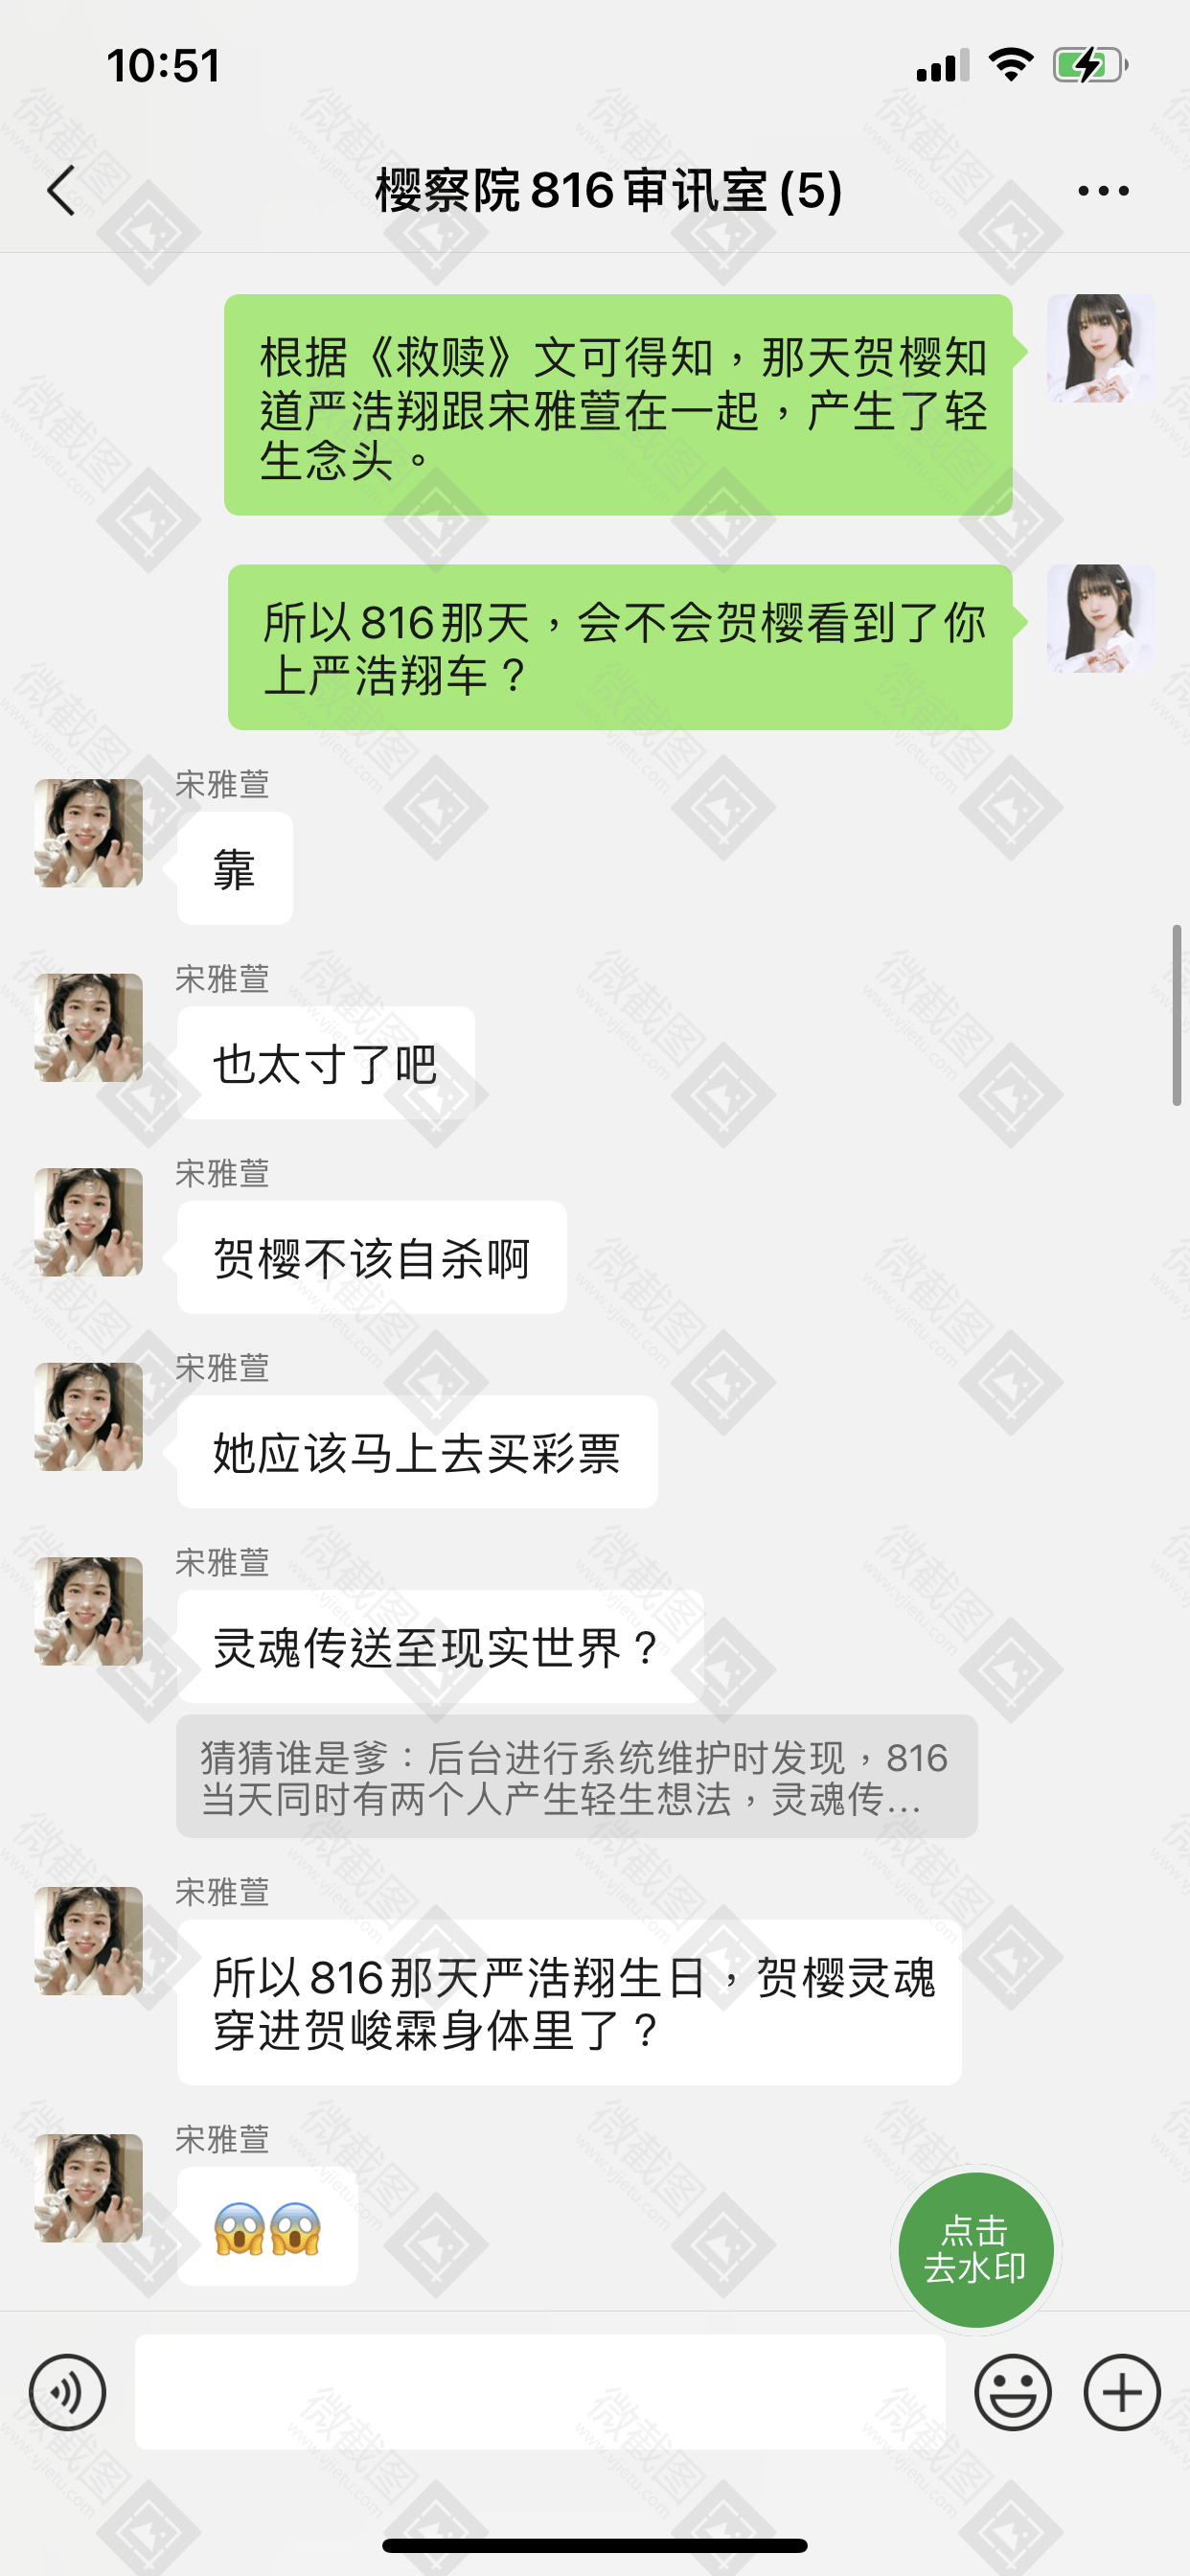 10:51
樱察院816审讯室(5)
根据《救赎》文可得知，那天贺樱知
道严浩翔跟宋雅萱在一起，产生了轻
生念头。
所以816那天，会不会贺樱看到了你
上严浩翔车？
宋雅萱
靠
宋雅萱
也太寸了吧
宋雅萱
贺樱不该自杀啊
宋雅萱
她应该马上去买彩票
宋雅萱
灵魂传送至现实世界？
猜猜谁是爹：后台进行系统维护时发现，816
当天同时有两个人产生轻生想法，灵魂传...
宋雅萱
所以816那天严浩翔生日，贺樱灵魂
穿进贺峻霖身体里了？
宋雅萱
😱😱
点击
去水印
微截图
www.vjietu.com